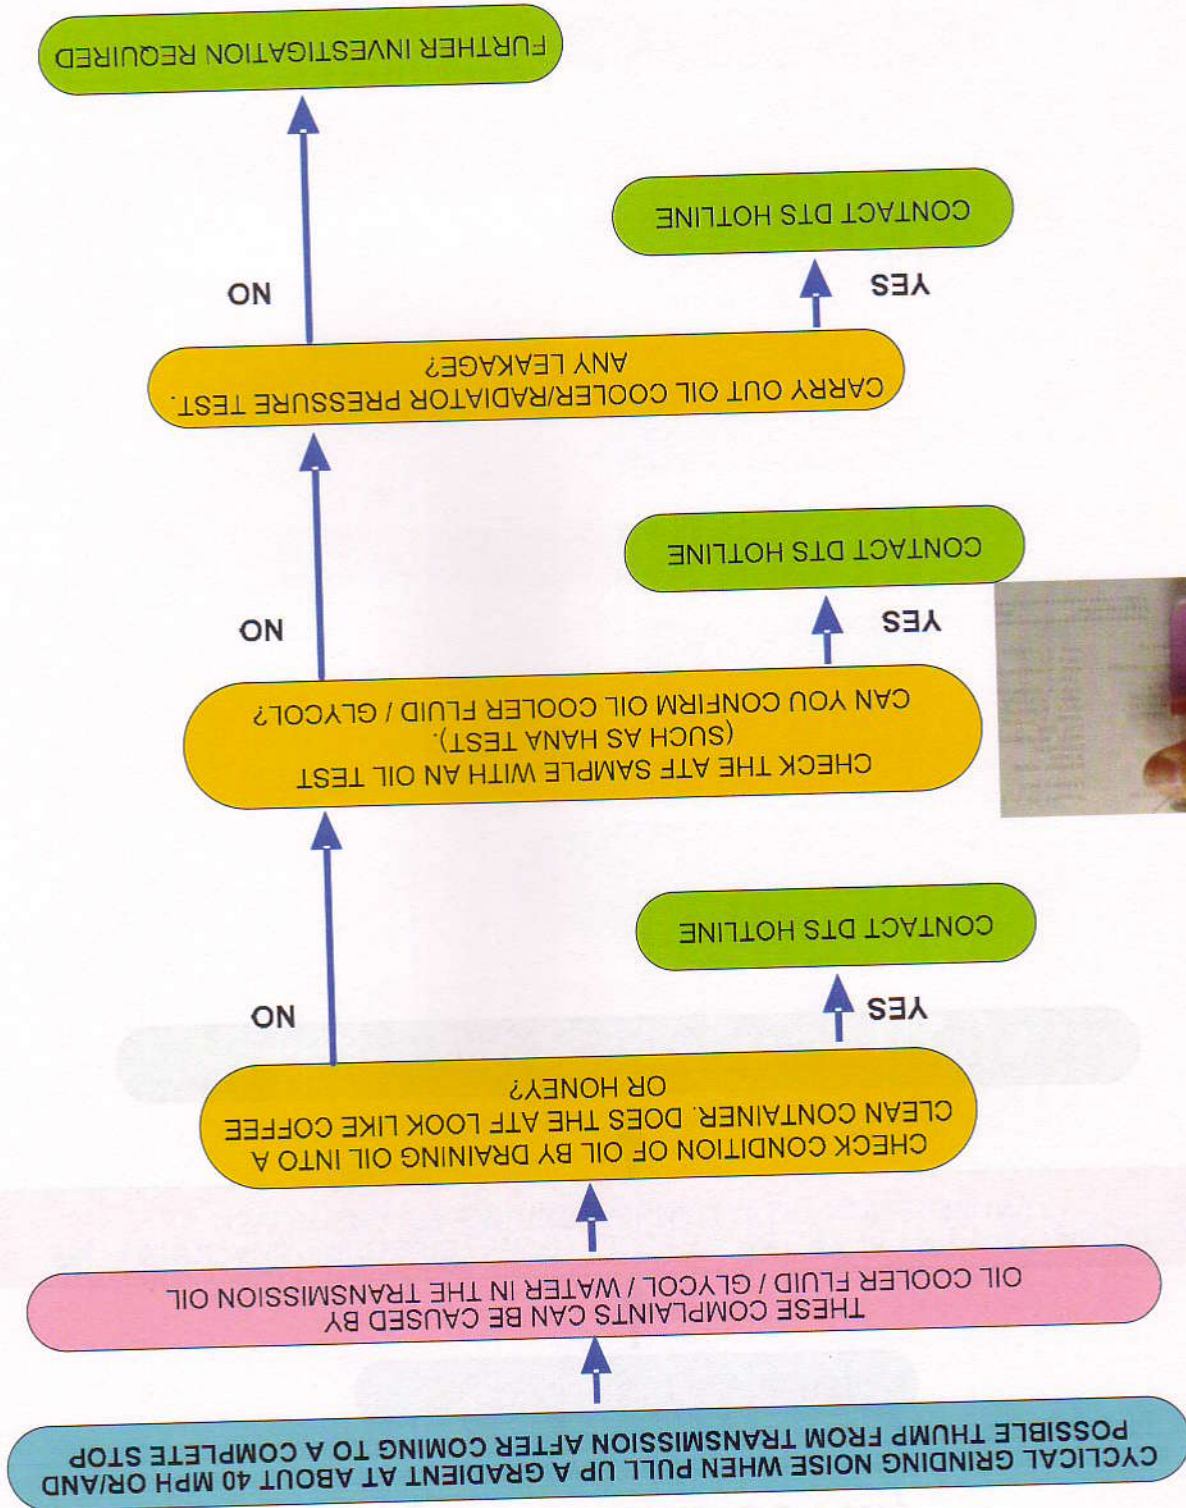 CYCLICAL GRINDING NOISE WHEN PULL UP A GRADIENT AT ABOUT 40 MPH OR/AND
POSSIBLE THUMP FROM TRANSMISSION AFTER COMING TO A COMPLETE STOP
THESE COMPLAINTS CAN BE CAUSED BY
OIL COOLER FLUID / GLYCOL / WATER IN THE TRANSMISSION OIL
CHECK CONDITION OF OIL BY DRAINING OIL INTO A
CLEAN CONTAINER. DOES THE ATF LOOK LIKE COFFEE
OR HONEY?
YES
NO
CONTACT DTS HOTLINE
CHECK THE ATF SAMPLE WITH AN OIL TEST
(SUCH AS HANA TEST).
CAN YOU CONFIRM OIL COOLER FLUID / GLYCOL?
YES
NO
CONTACT DTS HOTLINE
CARRY OUT OIL COOLER/RADIATOR PRESSURE TEST.
ANY LEAKAGE?
YES
NO
CONTACT DTS HOTLINE
FURTHER INVESTIGATION REQUIRED